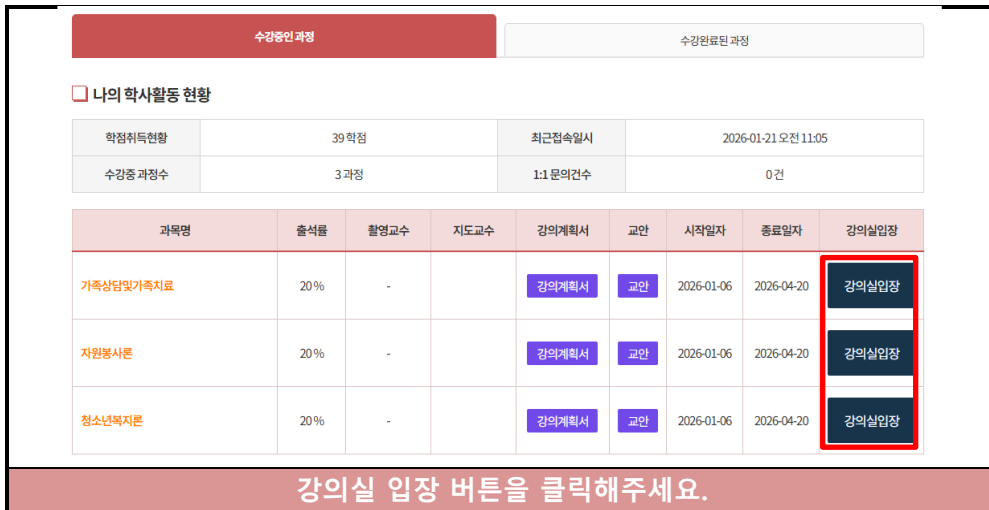 수강중인 과정 수강완료된 과정
나의 학사활동 현황
학점취득현황 39 학점 최근접속일시 2026-01-21 오전 11:05
수강중 과정수 3 과정 1:1 문의건수 0 건
과목명 출석률 촬영교수 지도교수 강의계획서 교안 시작일자 종료일자 강의실입장
가족상담및가족치료 20 % - 강의계획서 교안 2026-01-06 2026-04-20 강의실입장
자원봉사론 20 % - 강의계획서 교안 2026-01-06 2026-04-20 강의실입장
청소년복지론 20 % - 강의계획서 교안 2026-01-06 2026-04-20 강의실입장
강의실 입장 버튼을 클릭해주세요.